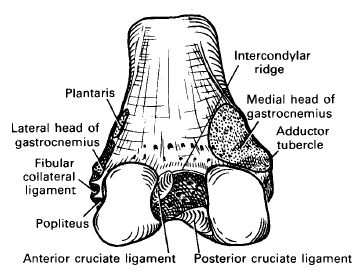 Intercondylar
ridge
Plantaris
Medial head of
gastrocnemius
Lateral head of
gastrocnemius
Adductor
tubercle
Fibular
collateral
ligament
Popliteus
Anterior cruciate ligament
Posterior cruciate ligament